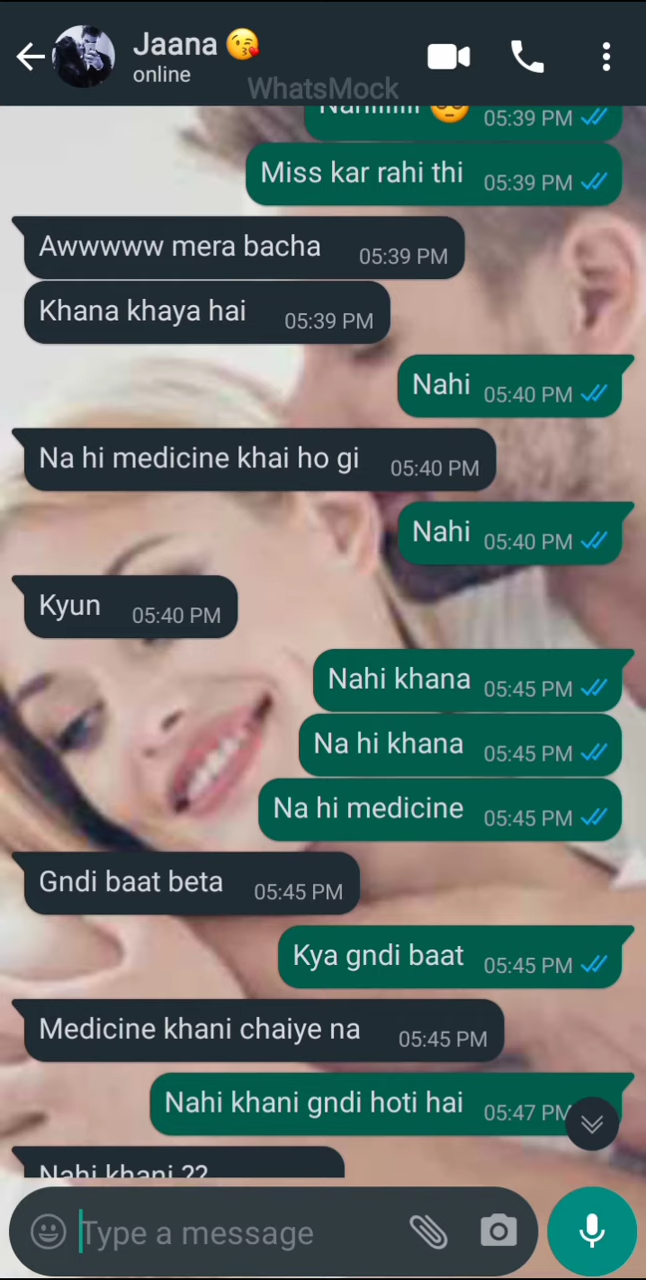 Jaana 😘
online
WhatsMock
05:39 PM
Miss kar rahi thi 05:39 PM
Awwwww mera bacha 05:39 PM
Khana khaya hai 05:39 PM
Nahi 05:40 PM
Na hi medicine khai ho gi 05:40 PM
Nahi 05:40 PM
Kyun 05:40 PM
Nahi khana 05:45 PM
Na hi khana 05:45 PM
Na hi medicine 05:45 PM
Gndi baat beta 05:45 PM
Kya gndi baat 05:45 PM
Medicine khani chaiye na 05:45 PM
Nahi khani gndi hoti hai 05:47 PM
Nahi khani ??
Type a message